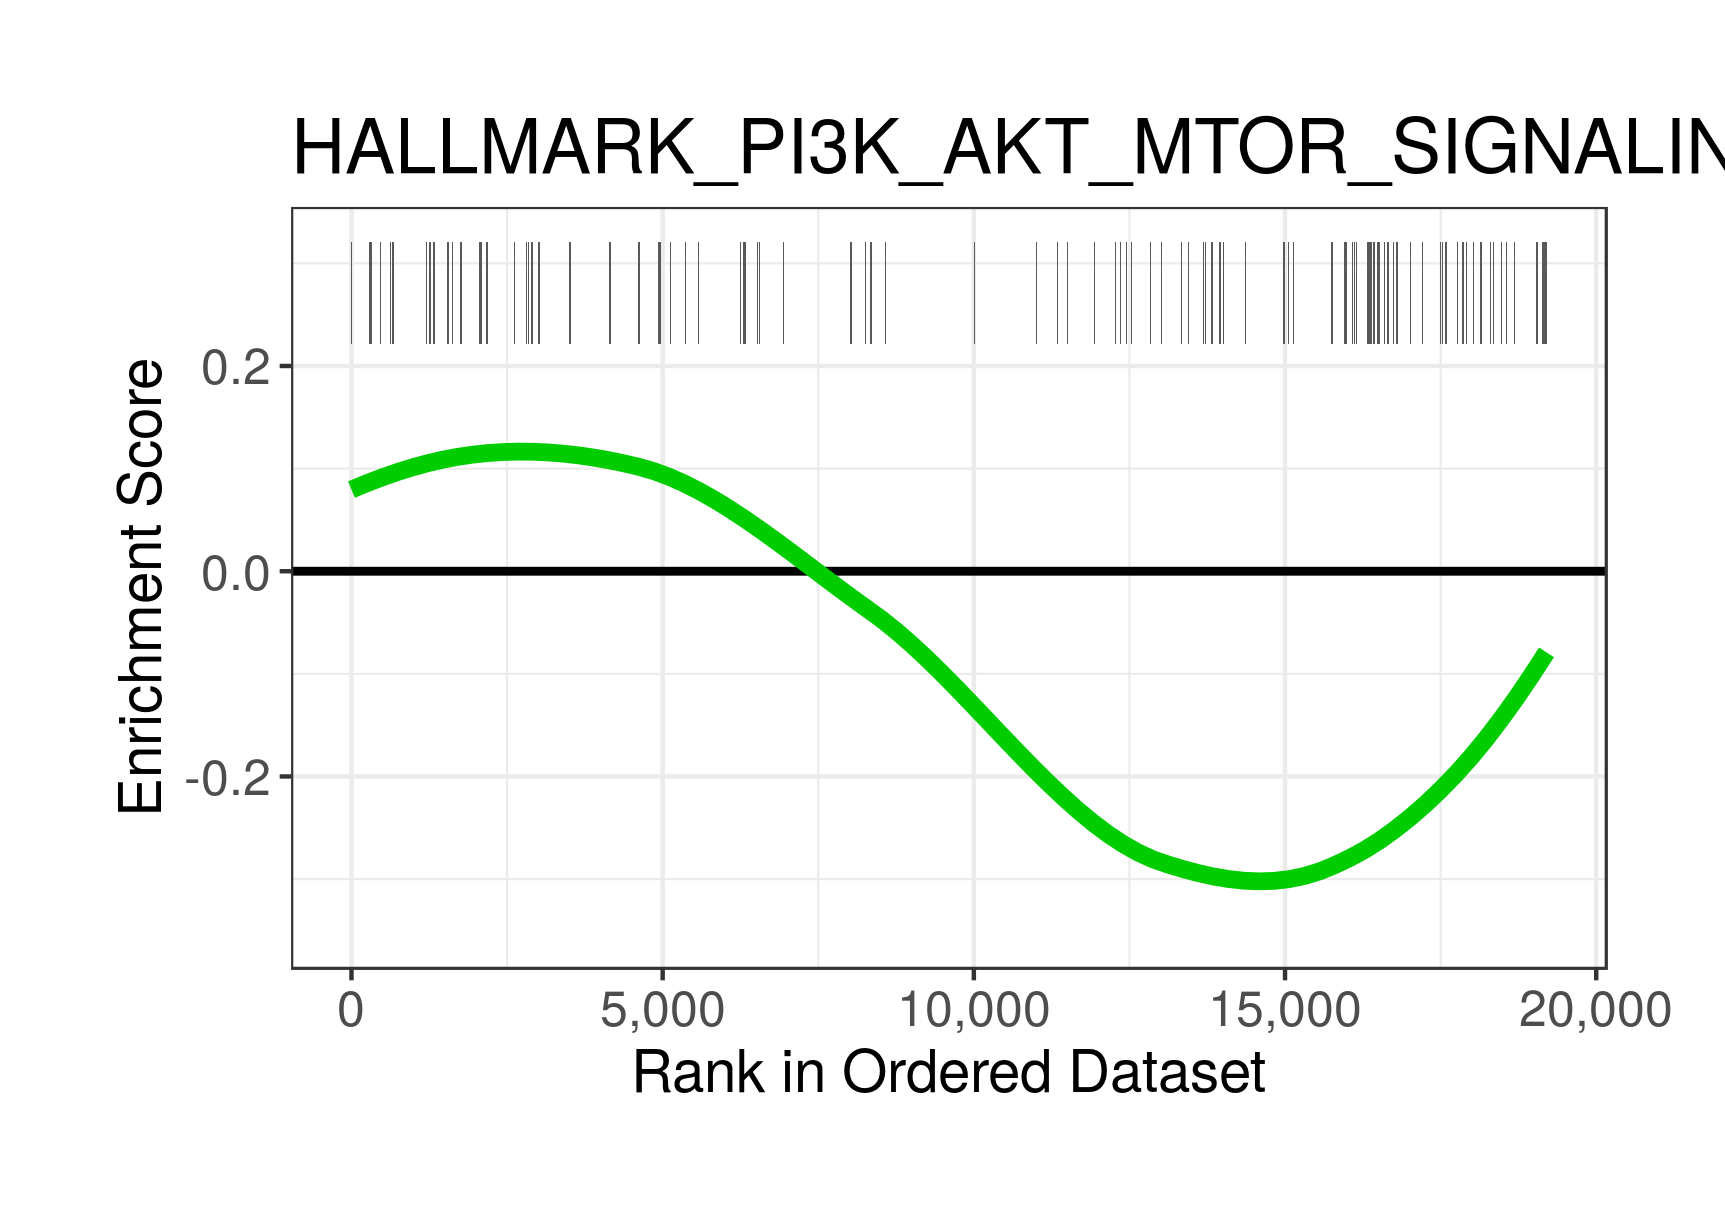 HALLMARK_PI3K_AKT_MTOR_SIGNALIN
Enrichment Score
0.2
0.0
-0.2
0 5,000 10,000 15,000 20,000
Rank in Ordered Dataset